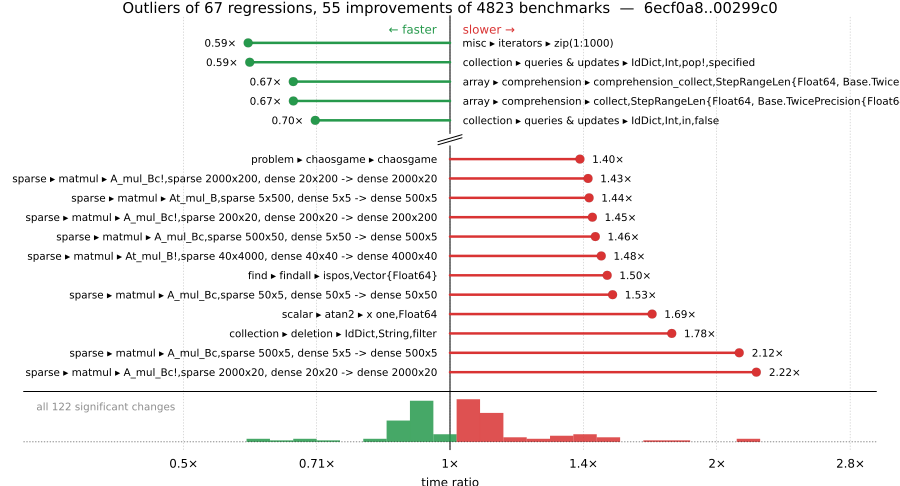 Outliers of 67 regressions, 55 improvements of 4823 benchmarks — 6ecf0a8..00299c0
← faster slower →
0.59× misc ▸ iterators ▸ zip(1:1000)
0.59× collection ▸ queries & updates ▸ IdDict,Int,pop!,specified
0.67× array ▸ comprehension ▸ comprehension_collect,StepRangeLen{Float64, Base.Twice
0.67× array ▸ comprehension ▸ collect,StepRangeLen{Float64, Base.TwicePrecision{Float6
0.70× collection ▸ queries & updates ▸ IdDict,Int,in,false
problem ▸ chaosgame ▸ chaosgame 1.40×
sparse ▸ matmul ▸ A_mul_Bc!,sparse 2000x200, dense 20x200 -> dense 2000x20 1.43×
sparse ▸ matmul ▸ At_mul_B,sparse 5x500, dense 5x5 -> dense 500x5 1.44×
sparse ▸ matmul ▸ A_mul_Bc!,sparse 200x20, dense 200x20 -> dense 200x200 1.45×
sparse ▸ matmul ▸ A_mul_Bc,sparse 500x50, dense 5x50 -> dense 500x5 1.46×
sparse ▸ matmul ▸ At_mul_B!,sparse 40x4000, dense 40x40 -> dense 4000x40 1.48×
find ▸ findall ▸ ispos,Vector{Float64} 1.50×
sparse ▸ matmul ▸ A_mul_Bc,sparse 50x5, dense 50x5 -> dense 50x50 1.53×
scalar ▸ atan2 ▸ x one,Float64 1.69×
collection ▸ deletion ▸ IdDict,String,filter 1.78×
sparse ▸ matmul ▸ A_mul_Bc,sparse 500x5, dense 5x5 -> dense 500x5 2.12×
sparse ▸ matmul ▸ A_mul_Bc!,sparse 2000x20, dense 20x20 -> dense 2000x20 2.22×
all 122 significant changes
0.5× 0.71× 1× 1.4× 2× 2.8×
time ratio